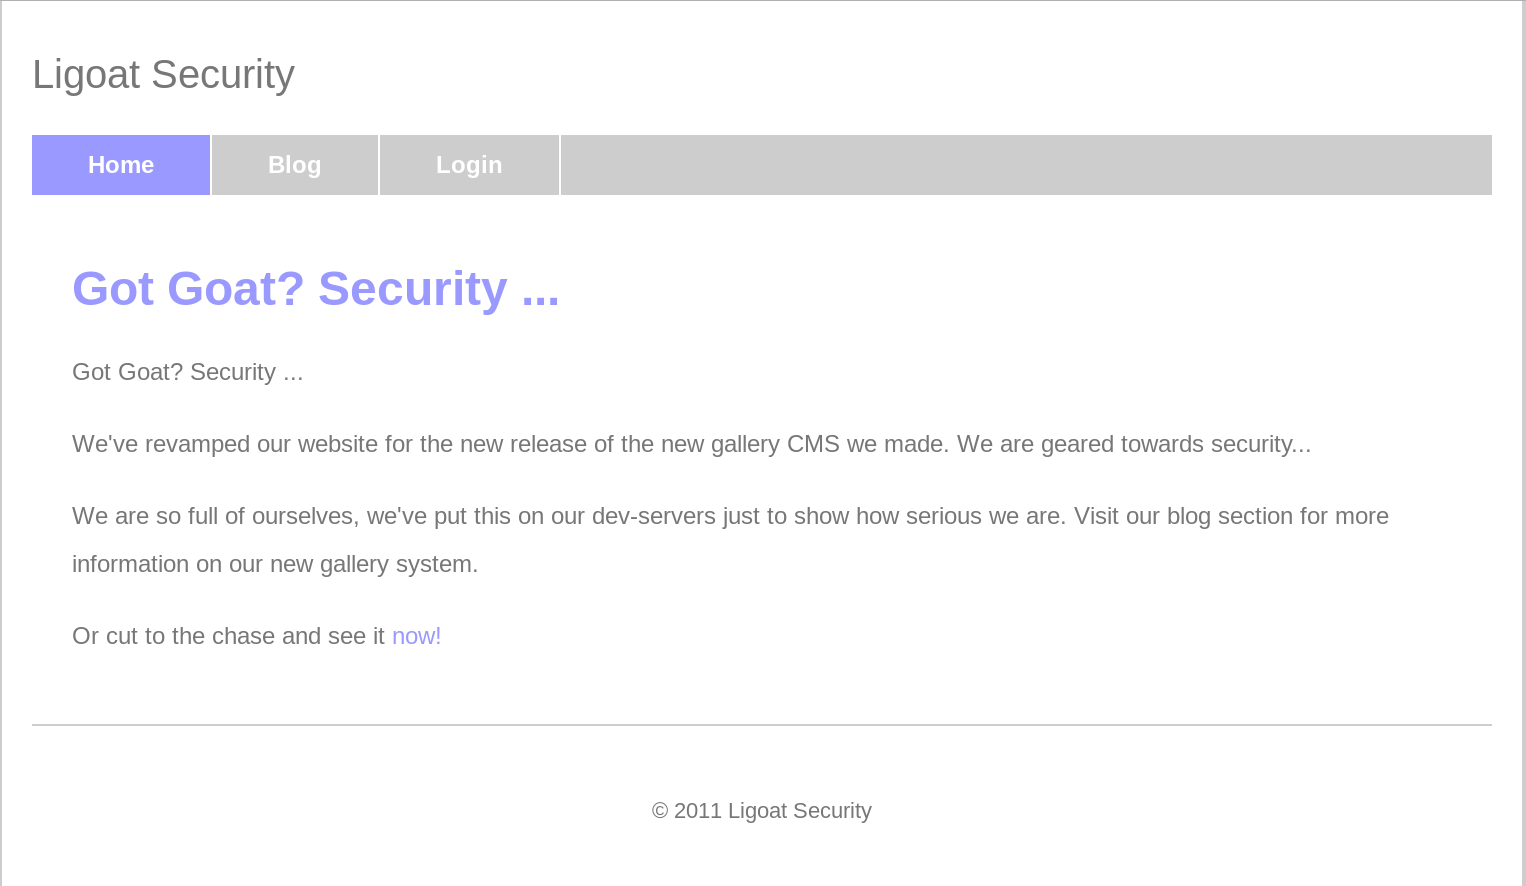 Ligoat Security
Home Blog Login
Got Goat? Security ...
Got Goat? Security ...
We've revamped our website for the new release of the new gallery CMS we made. We are geared towards security...
We are so full of ourselves, we've put this on our dev-servers just to show how serious we are. Visit our blog section for more
information on our new gallery system.
Or cut to the chase and see it now!
© 2011 Ligoat Security